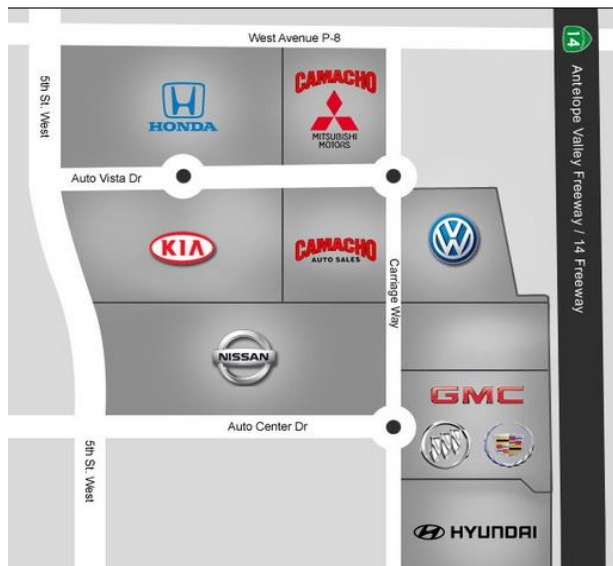 West Avenue P-8
14
Antelope Valley Freeway / 14 Freeway
5th St. West
HONDA
CAMACHO
MITSUBISHI
MOTORS
Auto Vista Dr
KIA
CAMACHO
AUTO SALES
Carriage Way
NISSAN
GMC
Auto Center Dr
5th St. West
HYUNDAI